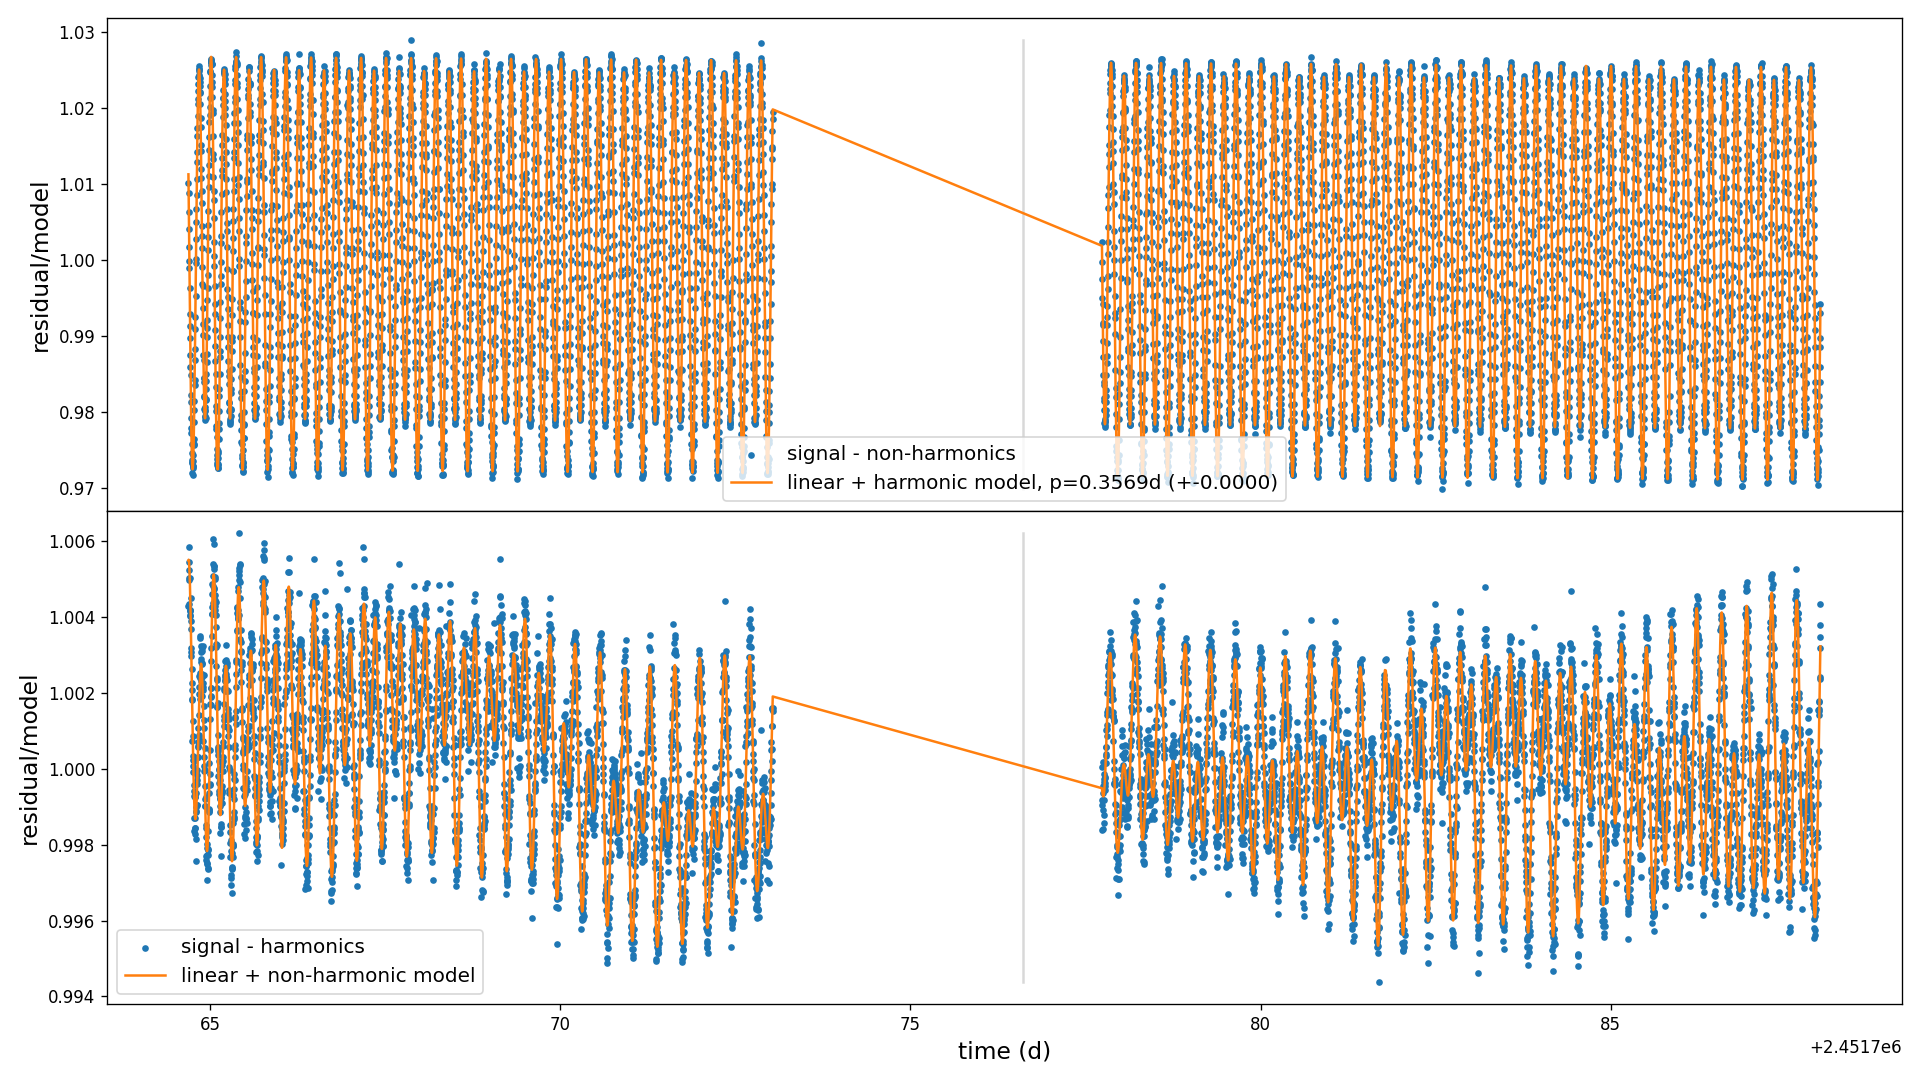 1.03
1.02
1.01
1.00
0.99
0.98
0.97
residual/model
signal - non-harmonics
linear + harmonic model, p=0.3569d (+-0.0000)
1.006
1.004
1.002
1.000
0.998
0.996
0.994
residual/model
signal - harmonics
linear + non-harmonic model
65 70 75 80 85
time (d)
+2.4517e6